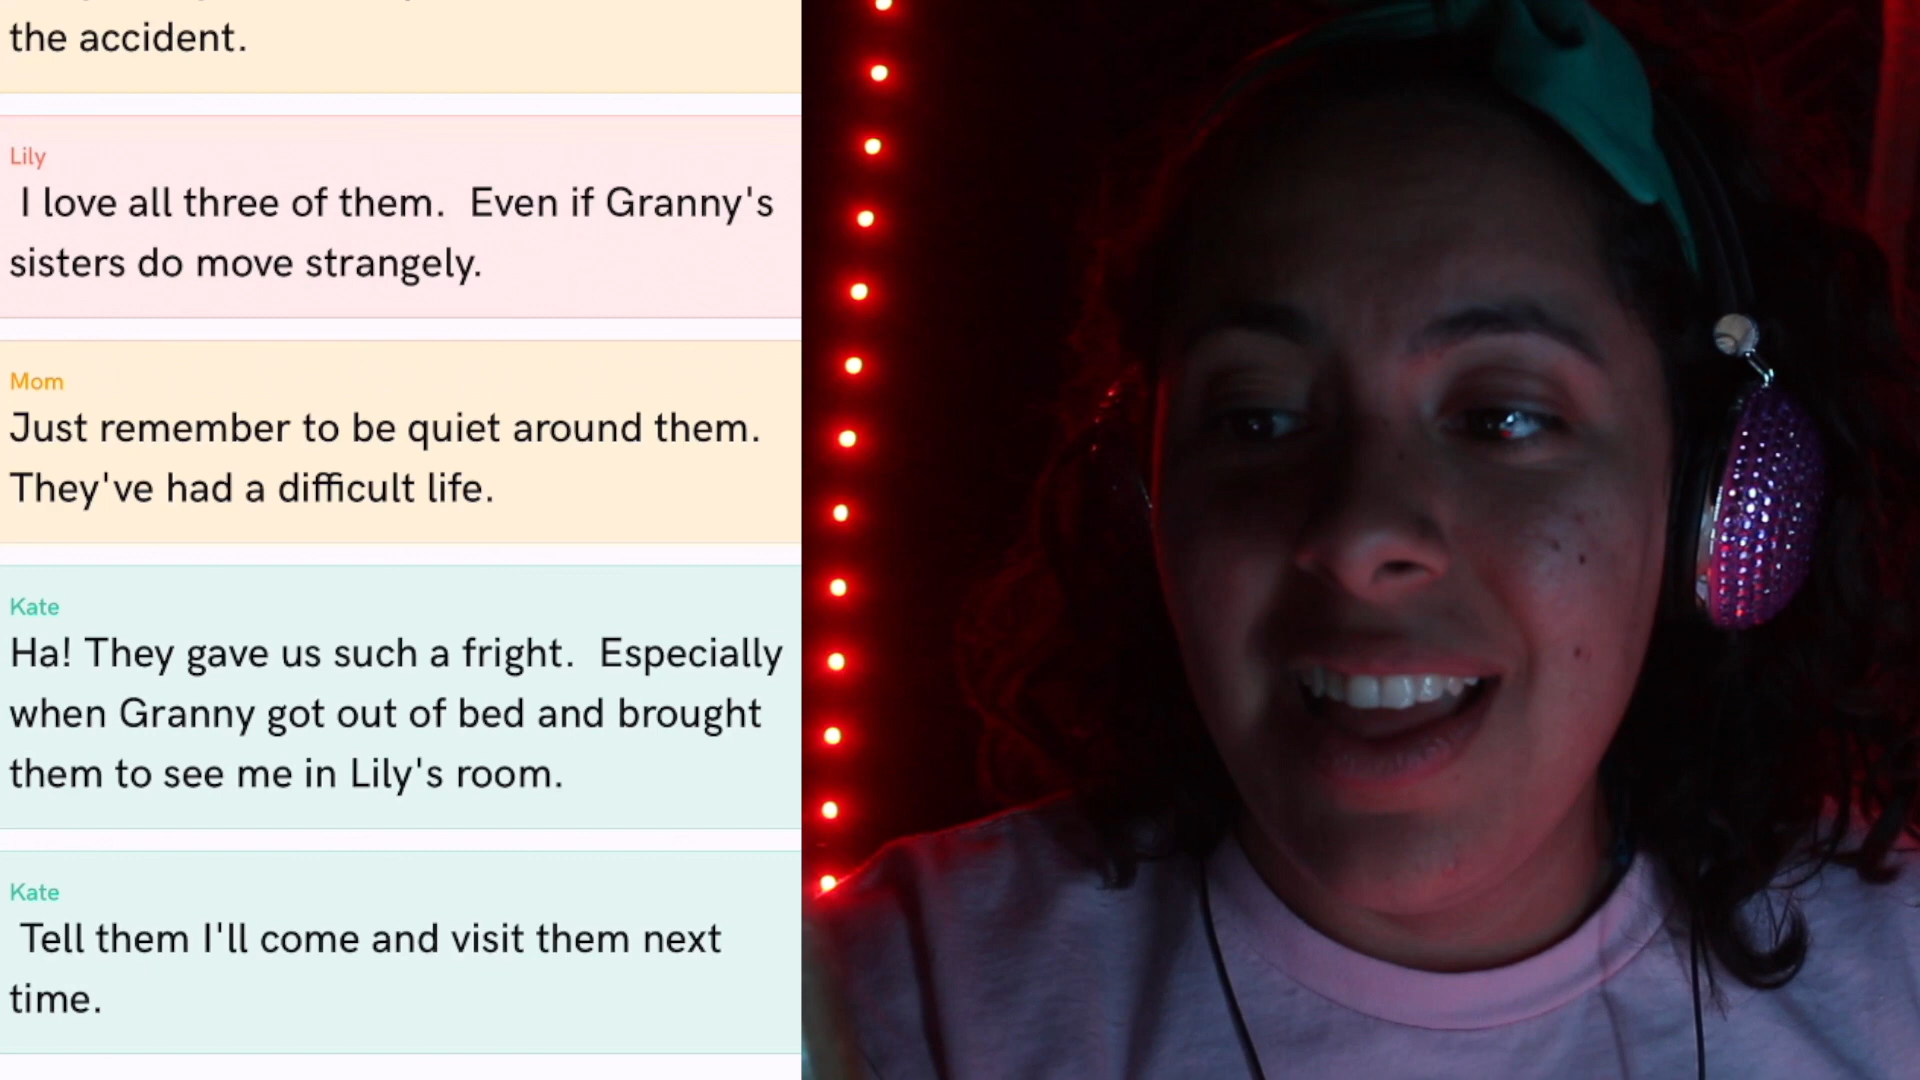 the accident.
Lily
I love all three of them.  Even if Granny's
sisters do move strangely.
Mom
Just remember to be quiet around them.
They've had a difficult life.
Kate
Ha! They gave us such a fright.  Especially
when Granny got out of bed and brought
them to see me in Lily's room.
Kate
Tell them I'll come and visit them next
time.